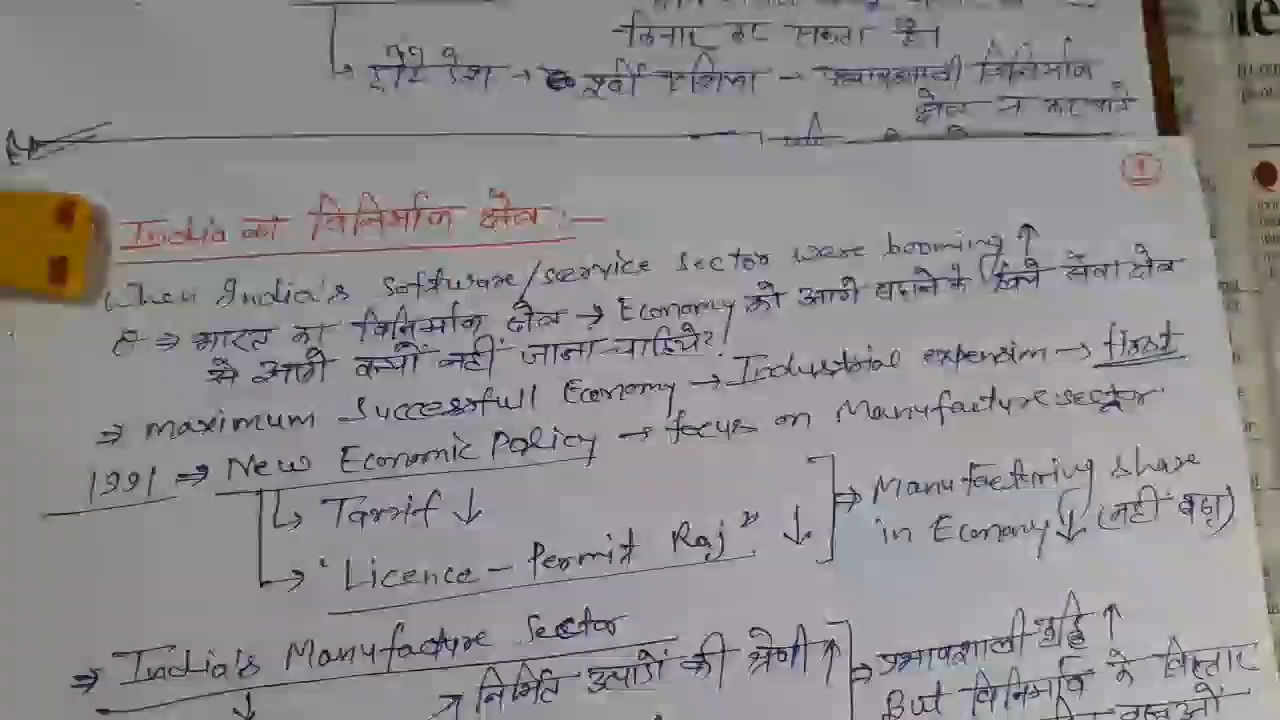 विचार कर सकता है।
→ पूर्वी एशिया – प्रभावशाली विनिर्माण
क्षेत्र न कर पाये
1
India का विनिर्माण क्षेत्र :—
When India's software/service sector were booming ↑
⇒ भारत का विनिर्माण क्षेत्र → Economy को आगे बढ़ाने के लिये सेवा क्षेत्र
से आगे क्यों नहीं जाना चाहिये?
⇒ maximum Successfull Economy → Industrial expension → first
1991 ⇒ New Economic Policy → focus on Manufacture sector
↳ Tarrif ↓
→ "Licence - Permit Raj" ↓
⇒ Manufacturing share
in Economy ↓ (नहीं बढ़ा)
⇒ India's Manufacture Sector
↓
→ निर्मित उत्पादों की श्रेणी ↑
⇒ प्रभावशाली वृद्धि ↑
But विनिर्माण के विस्तार